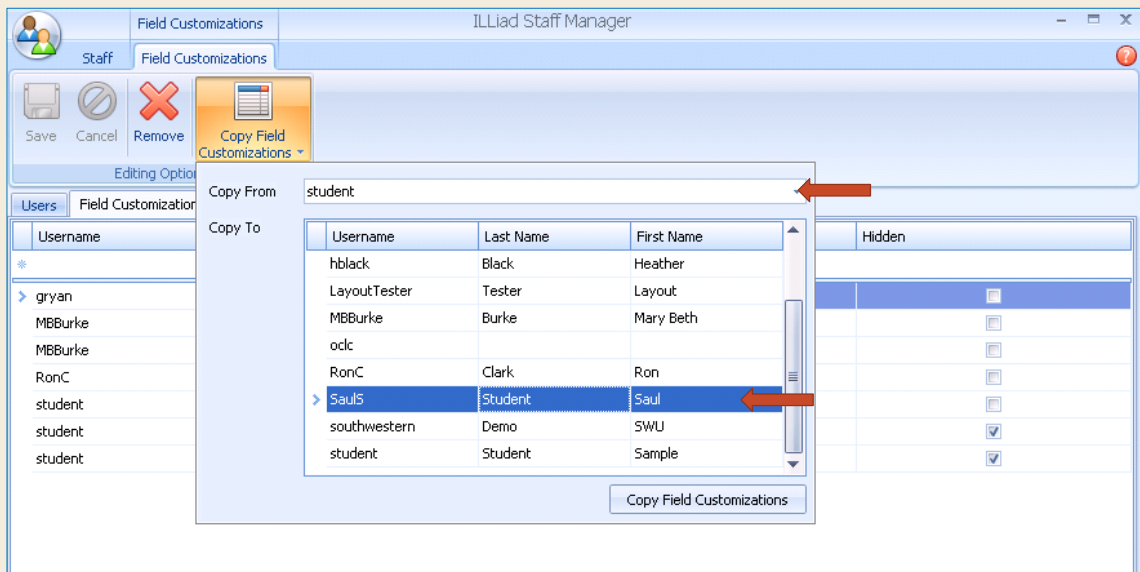 Field Customizations ILLiad Staff Manager
Staff Field Customizations
Save Cancel Remove Copy Field Customizations
Editing Optio
Copy From student
Users Field Customization
Copy To
Username Last Name First Name
Username Hidden
hblack Black Heather
LayoutTester Tester Layout
gryan
MBBurke Burke Mary Beth
MBBurke
oclc
MBBurke
RonC Clark Ron
RonC
SaulS Student Saul
student
southwestern Demo SWU
student
student Student Sample
student
Copy Field Customizations